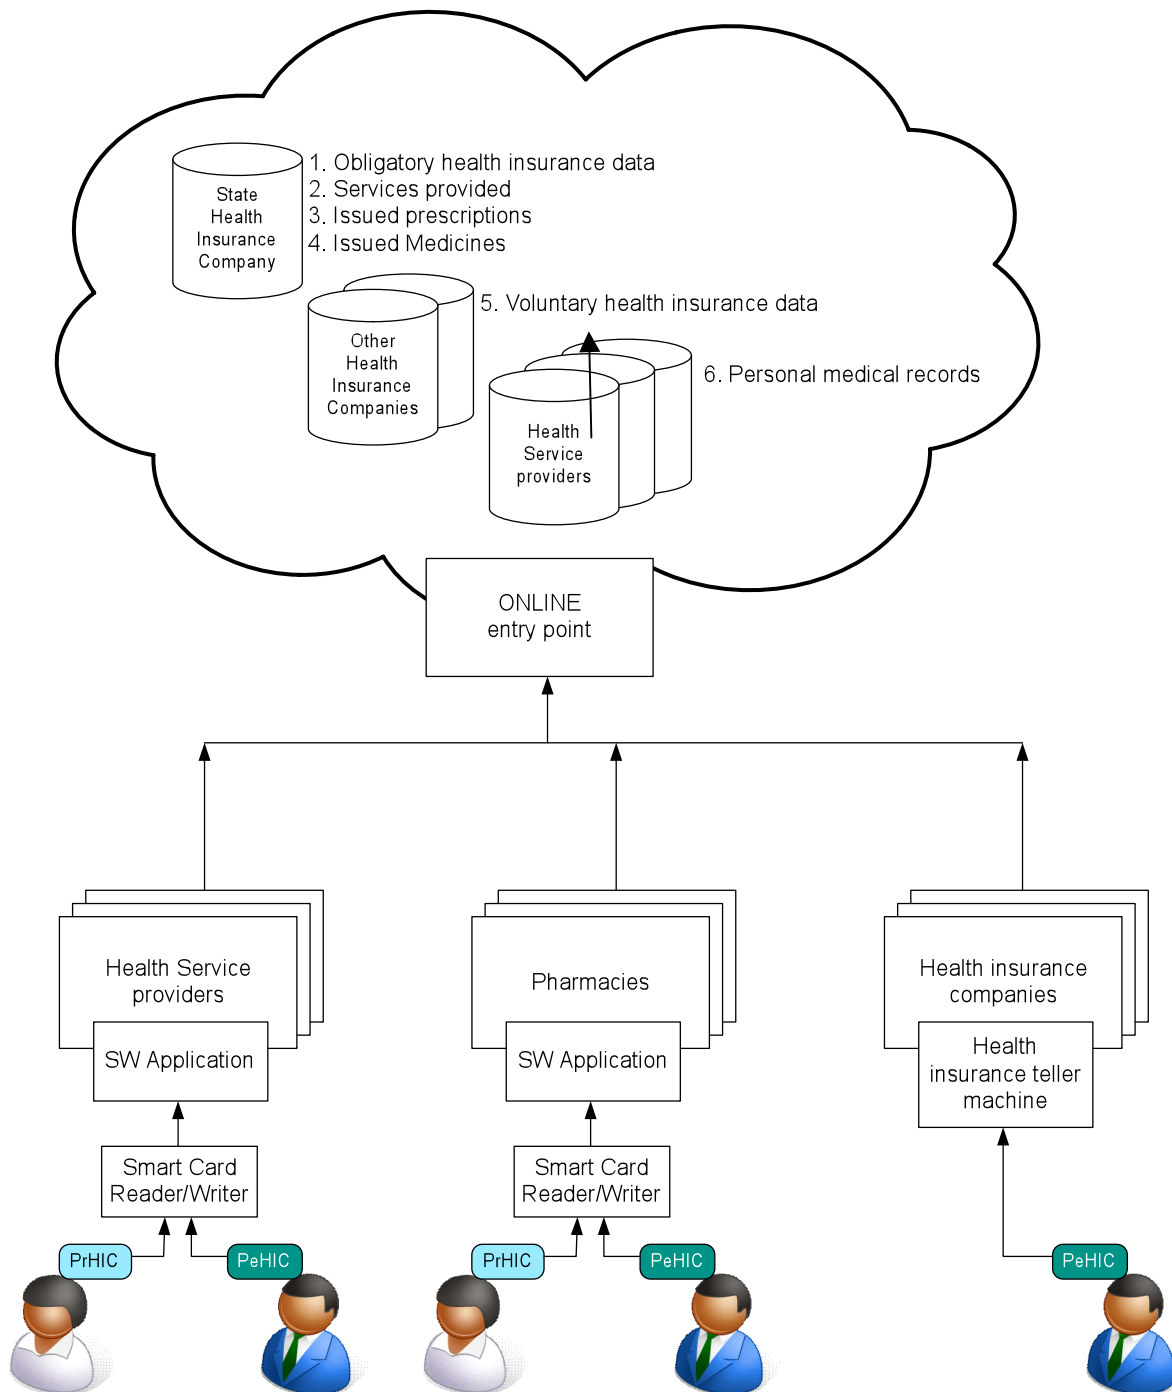 State
Health
Insurance
Company
1. Obligatory health insurance data
2. Services provided
3. Issued prescriptions
4. Issued Medicines
Other
Health
Insurance
Companies
5. Voluntary health insurance data
Health
Service
providers
6. Personal medical records
ONLINE
entry point
Health Service
providers
SW Application
Smart Card
Reader/Writer
PrHIC
PeHIC
Pharmacies
SW Application
Smart Card
Reader/Writer
PrHIC
PeHIC
Health insurance
companies
Health
insurance teller
machine
PeHIC